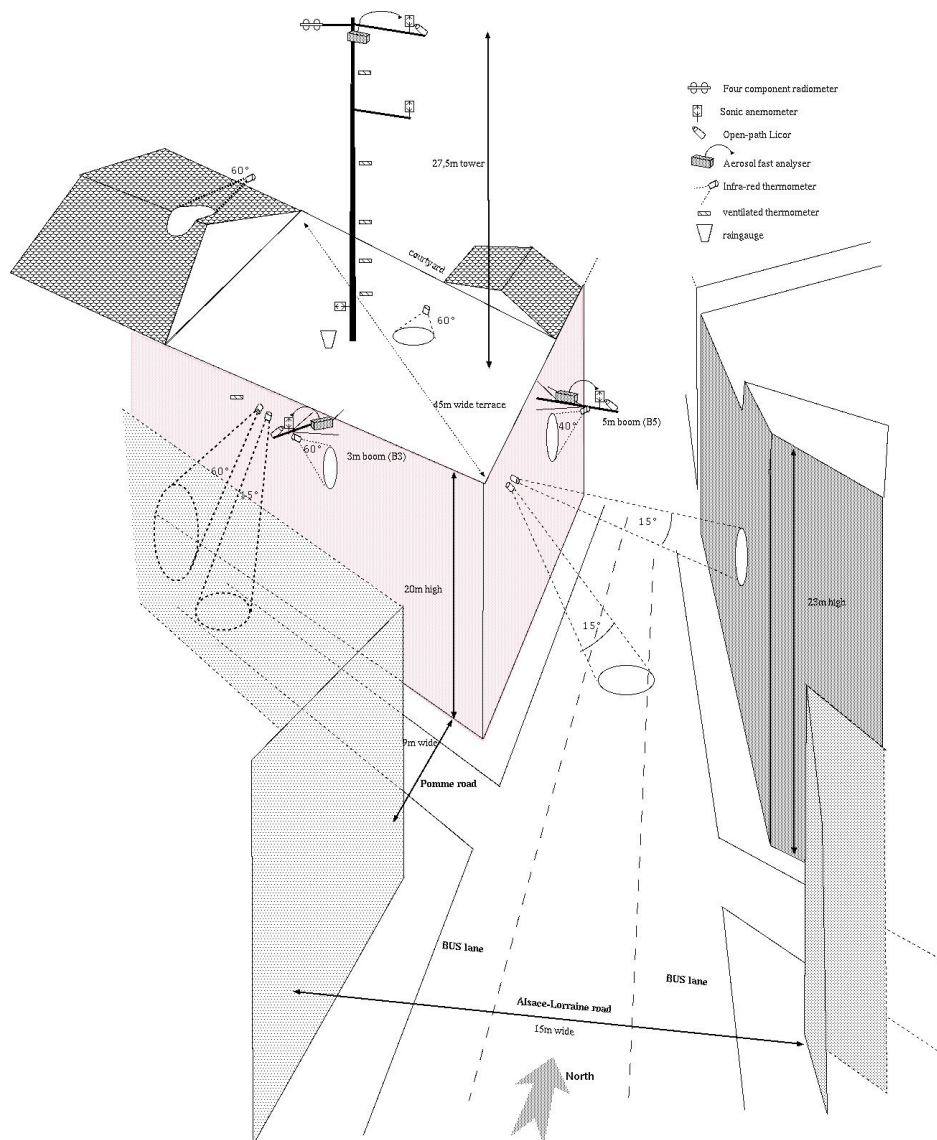 Four component radiometer
Sonic anemometer
Open-path Licor
Aerosol fast analyser
Infra-red thermometer
ventilated thermometer
raingauge
27,5m tower
60°
courtyard
60°
45m wide terrace
5m boom (B5)
40°
3m boom (B3)
60°
60°
15°
15°
20m high
23m high
15°
9m wide
Pomme road
BUS lane
BUS lane
Alsace-Lorraine road
15m wide
North